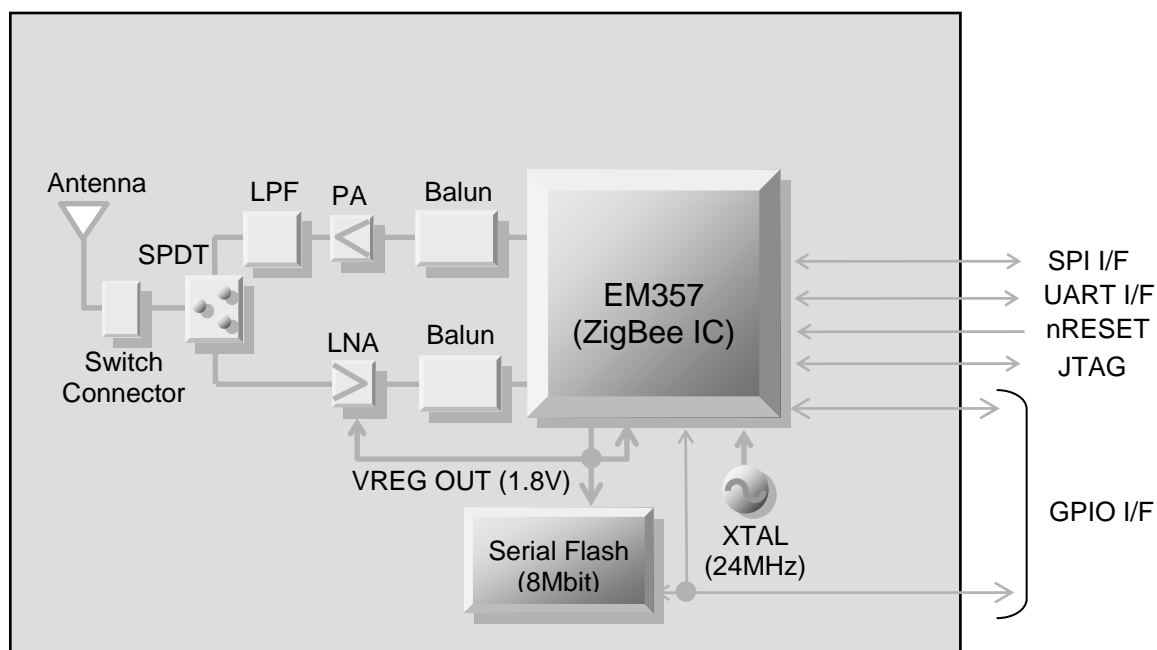 Antenna
LPF
PA
Balun
SPDT
EM357
(ZigBee IC)
SPI I/F
UART I/F
nRESET
JTAG
LNA
Balun
Switch
Connector
VREG OUT (1.8V)
GPIO I/F
XTAL
(24MHz)
Serial Flash
(8Mbit)